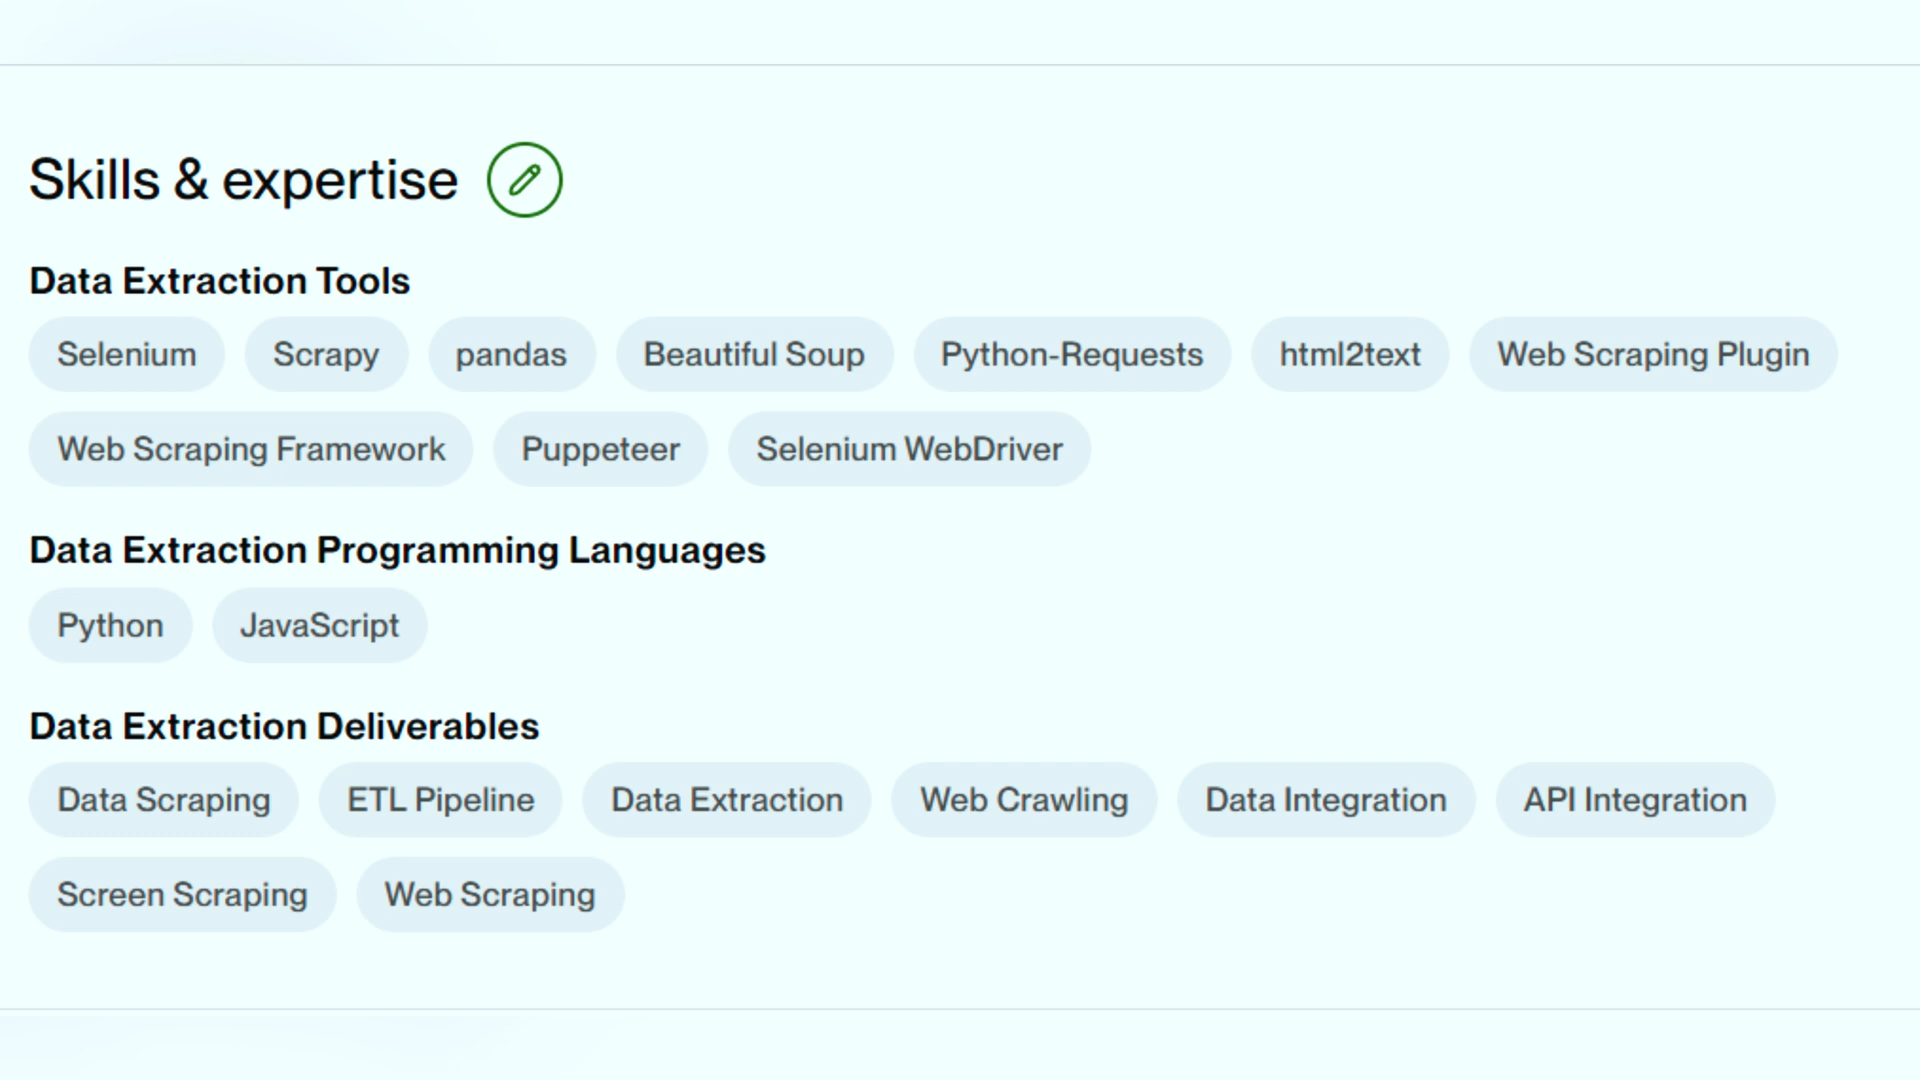 Skills & expertise
Data Extraction Tools
Selenium Scrapy pandas Beautiful Soup Python-Requests html2text Web Scraping Plugin
Web Scraping Framework Puppeteer Selenium WebDriver
Data Extraction Programming Languages
Python JavaScript
Data Extraction Deliverables
Data Scraping ETL Pipeline Data Extraction Web Crawling Data Integration API Integration
Screen Scraping Web Scraping